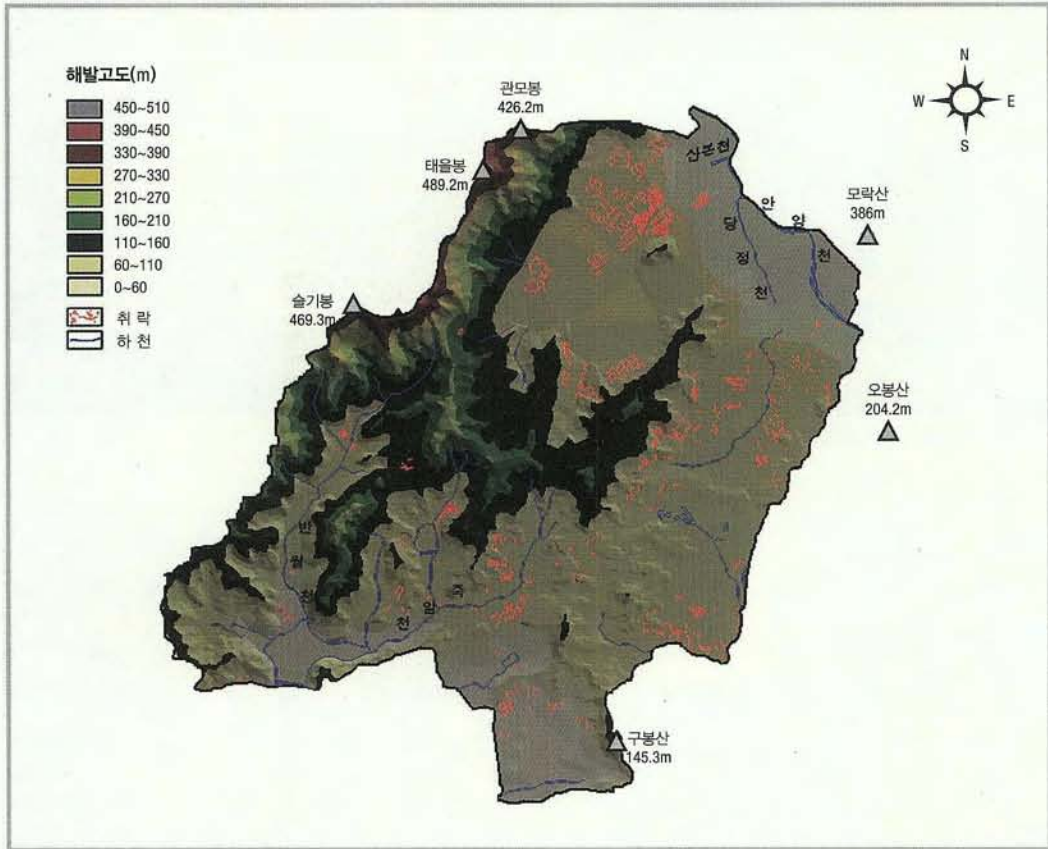 해발고도(m)
450~510
390~450
330~390
270~330
210~270
160~210
110~160
60~110
0~60
취 락
하 천
N
W
E
S
관모봉
426.2m
태을봉
489.2m
슬기봉
469.3m
모락산
386m
오봉산
204.2m
구봉산
145.3m
산본천
안양천
당정천
반월천
죽암천